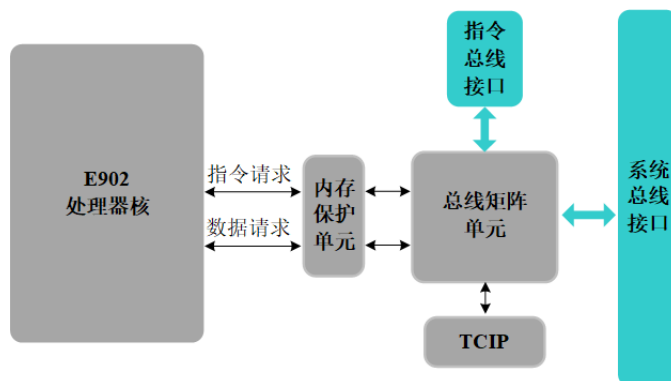 指令
总线
接口
E902
处理器核
指令请求
数据请求
内存
保护
单元
总线矩阵
单元
系统
总线
接口
TCIP